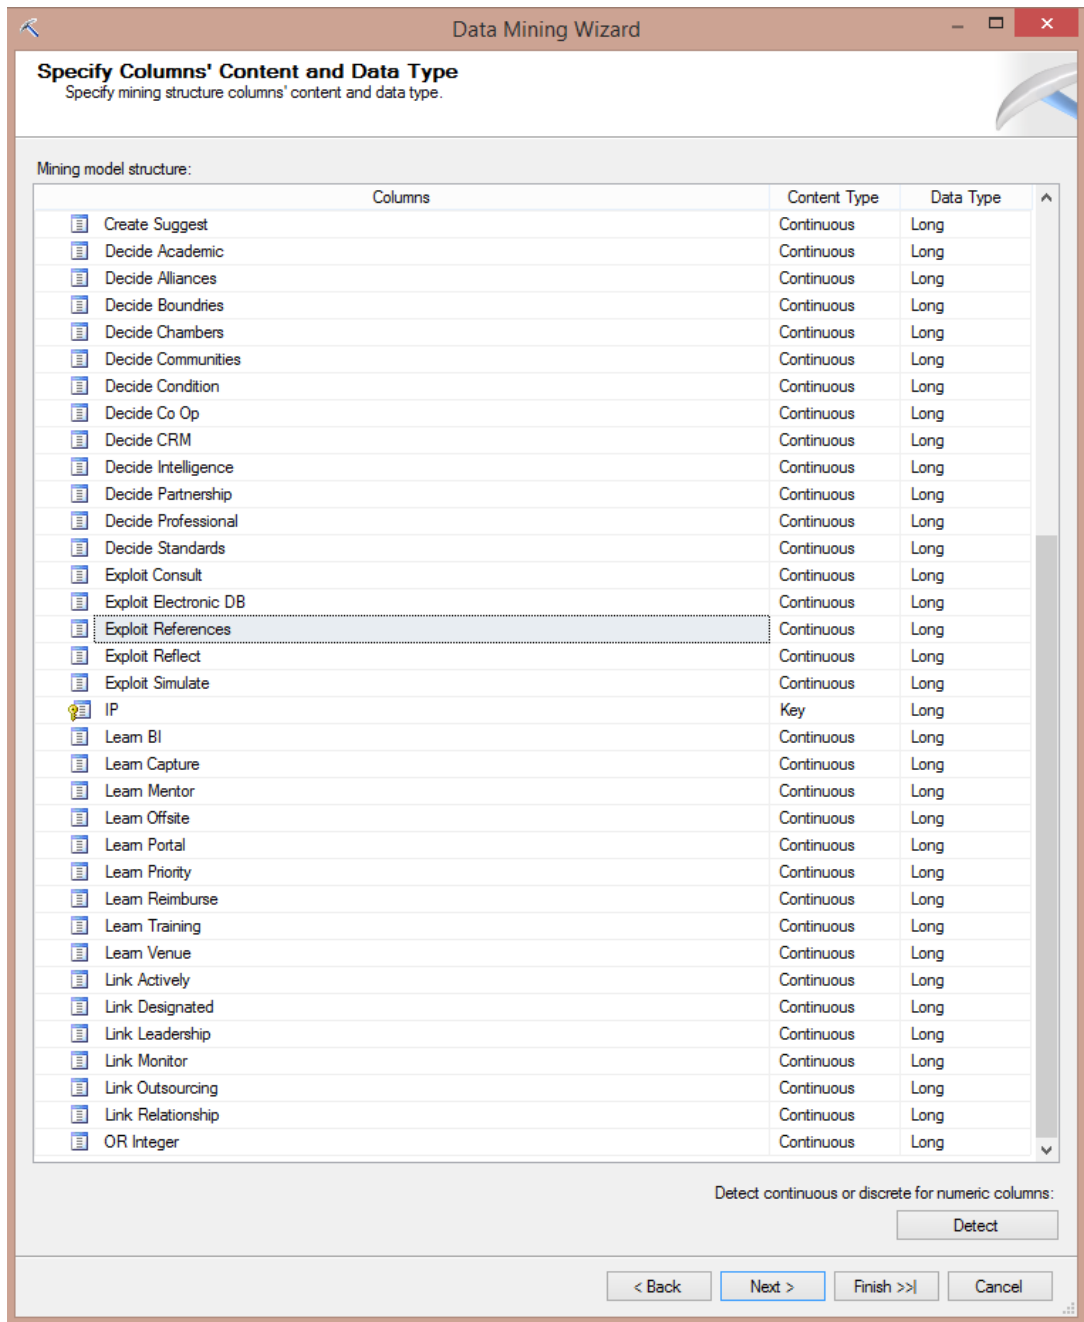 Data Mining Wizard
Specify Columns' Content and Data Type
Specify mining structure columns' content and data type.
Mining model structure:
Columns Content Type Data Type
Create Suggest Continuous Long
Decide Academic Continuous Long
Decide Alliances Continuous Long
Decide Boundries Continuous Long
Decide Chambers Continuous Long
Decide Communities Continuous Long
Decide Condition Continuous Long
Decide Co Op Continuous Long
Decide CRM Continuous Long
Decide Intelligence Continuous Long
Decide Partnership Continuous Long
Decide Professional Continuous Long
Decide Standards Continuous Long
Exploit Consult Continuous Long
Exploit Electronic DB Continuous Long
Exploit References Continuous Long
Exploit Reflect Continuous Long
Exploit Simulate Continuous Long
IP Key Long
Learn BI Continuous Long
Learn Capture Continuous Long
Learn Mentor Continuous Long
Learn Offsite Continuous Long
Learn Portal Continuous Long
Learn Priority Continuous Long
Learn Reimburse Continuous Long
Learn Training Continuous Long
Learn Venue Continuous Long
Link Actively Continuous Long
Link Designated Continuous Long
Link Leadership Continuous Long
Link Monitor Continuous Long
Link Outsourcing Continuous Long
Link Relationship Continuous Long
OR Integer Continuous Long
Detect continuous or discrete for numeric columns:
Detect
< Back Next > Finish >>| Cancel